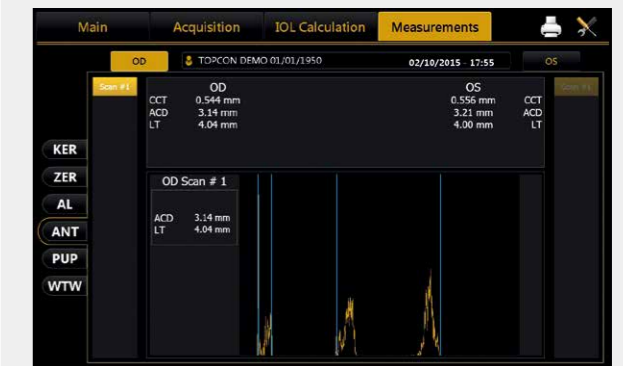 Main Acquisition IOL Calculation Measurements
OD TOPCON DEMO 01/01/1950 02/10/2015 - 17:55 OS
Scan #1 OD OS Scan #1
CCT 0.544 mm 0.556 mm CCT
ACD 3.14 mm 3.21 mm ACD
LT 4.04 mm 4.00 mm LT
KER
ZER
AL
ANT
PUP
WTW
OD Scan # 1
ACD 3.14 mm
LT 4.04 mm